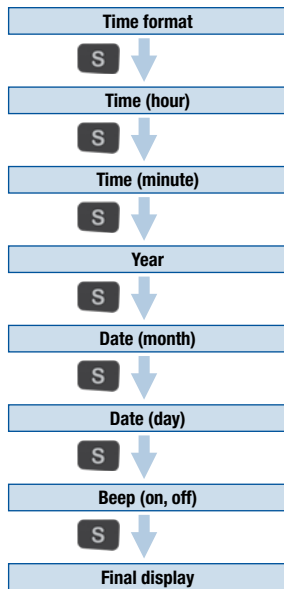 Time format
S
Time (hour)
S
Time (minute)
S
Year
S
Date (month)
S
Date (day)
S
Beep (on, off)
S
Final display